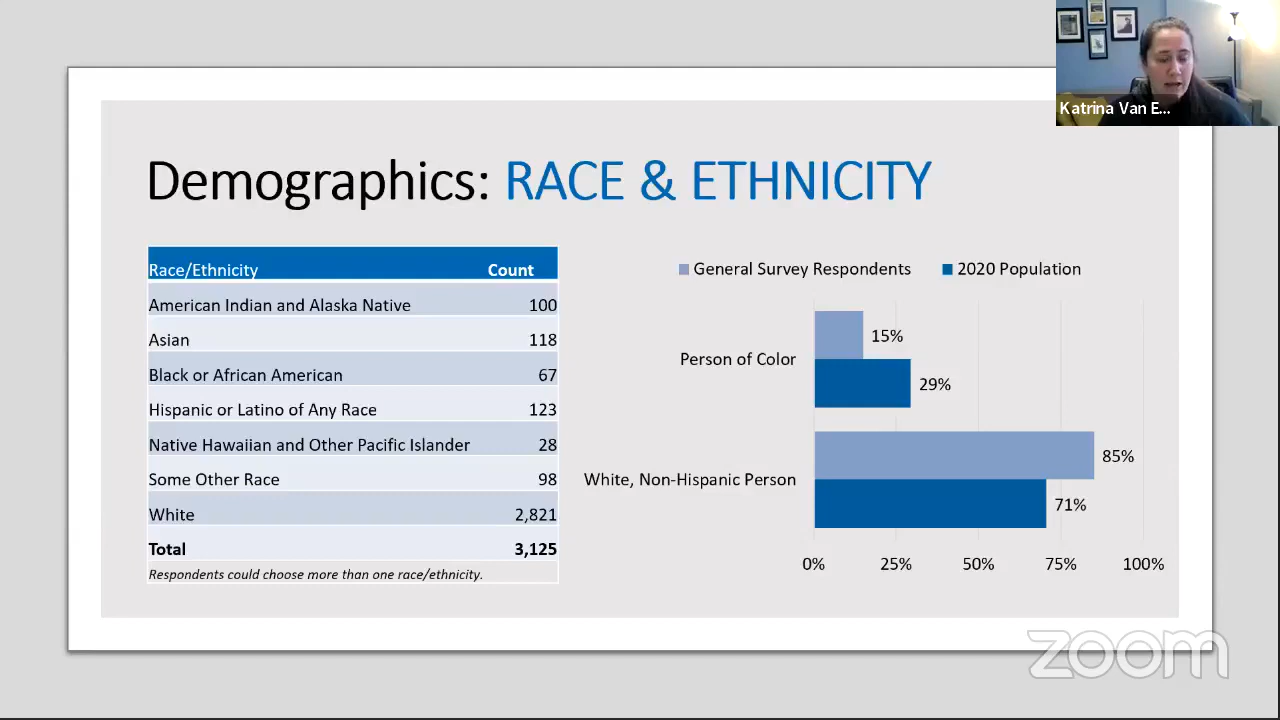 Katrina Van E...
Demographics: RACE & ETHNICITY
Race/Ethnicity Count
American Indian and Alaska Native 100
Asian 118
Black or African American 67
Hispanic or Latino of Any Race 123
Native Hawaiian and Other Pacific Islander 28
Some Other Race 98
White 2,821
Total 3,125
Respondents could choose more than one race/ethnicity.
General Survey Respondents 2020 Population
Person of Color
15%
29%
White, Non-Hispanic Person
85%
71%
0% 25% 50% 75% 100%
zoom